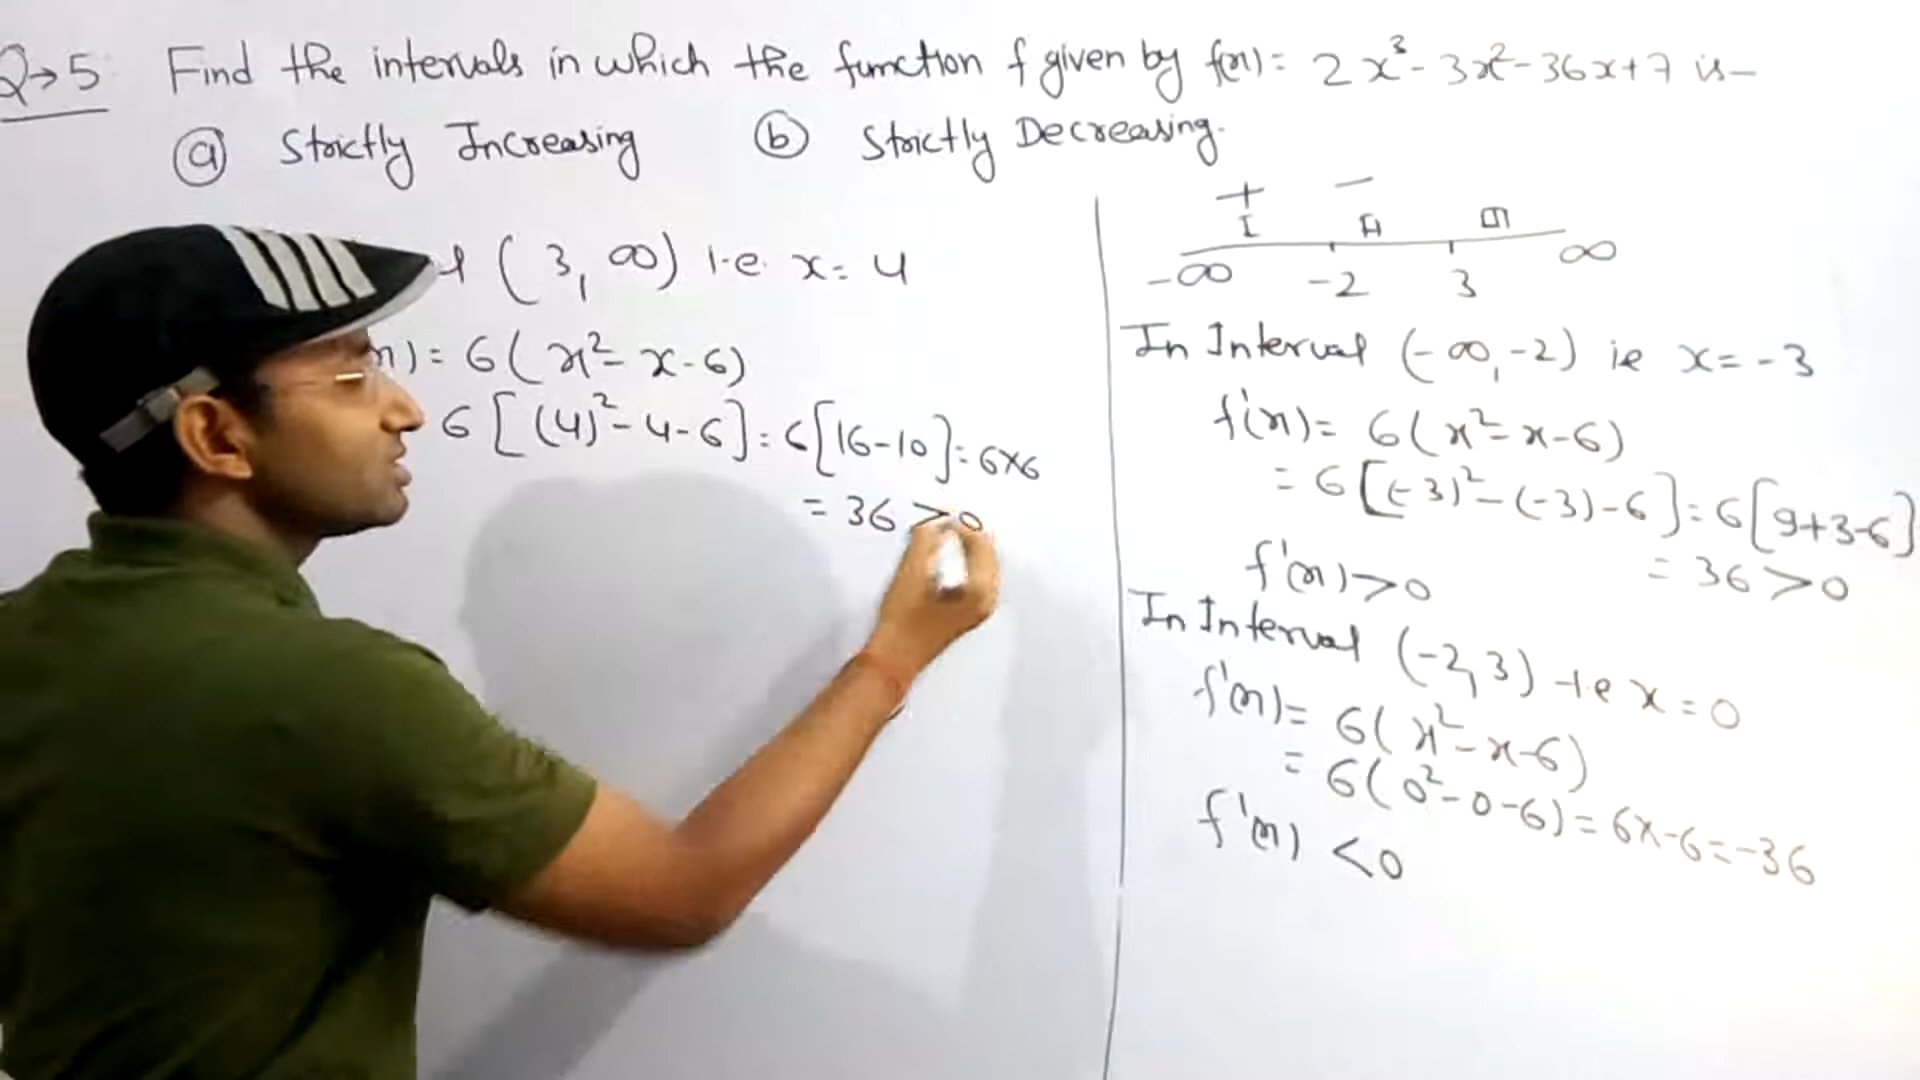 Q→5 Find the intervals in which the function f given by f(x) = 2x³ - 3x² - 36x + 7 is —
ⓐ Strictly Increasing ⓑ Strictly Decreasing.
( 3, ∞) i.e. x = 4
x) = 6( x² - x - 6)
6 [ (4)² - 4 - 6] = 6[16-10] = 6×6
= 36 > 0
+ −
I II III
-∞ -2 3 ∞
In Interval (-∞, -2) ie x = -3
f'(x) = 6(x² - x - 6)
= 6[(-3)² - (-3) - 6] = 6[9+3-6]
= 36 > 0
f'(x) > 0
In Interval (-2, 3) i.e x = 0
f'(x) = 6( x² - x - 6)
= 6( 0² - 0 - 6) = 6x-6 = -36
f'(x) < 0